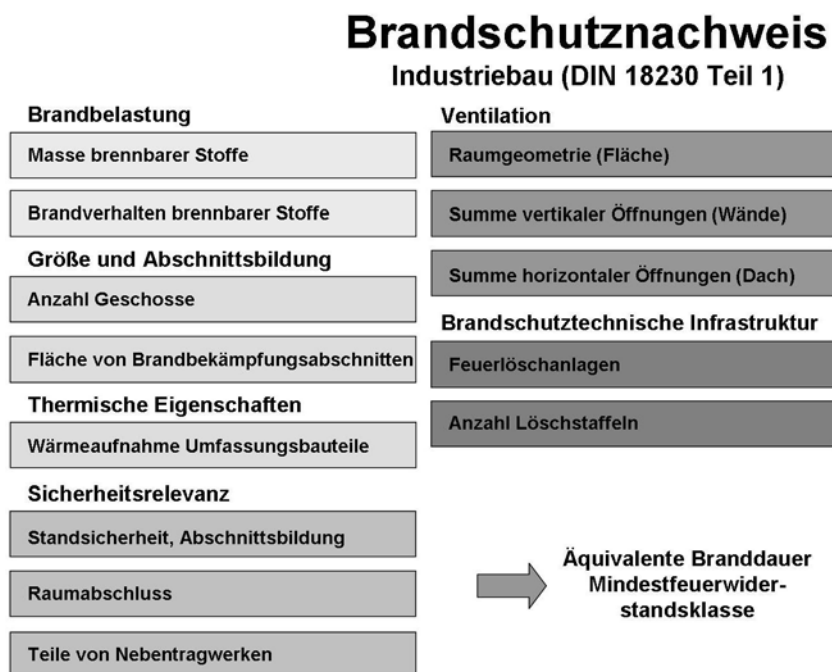 Brandschutznachweis
Industriebau (DIN 18230 Teil 1)
Brandbelastung
Masse brennbarer Stoffe
Brandverhalten brennbarer Stoffe
Größe und Abschnittsbildung
Anzahl Geschosse
Fläche von Brandbekämpfungsabschnitten
Thermische Eigenschaften
Wärmeaufnahme Umfassungsbauteile
Sicherheitsrelevanz
Standsicherheit, Abschnittsbildung
Raumabschluss
Teile von Nebentragwerken
Ventilation
Raumgeometrie (Fläche)
Summe vertikaler Öffnungen (Wände)
Summe horizontaler Öffnungen (Dach)
Brandschutztechnische Infrastruktur
Feuerlöschanlagen
Anzahl Löschstaffeln
Äquivalente Branddauer
Mindestfeuerwider-
standsklasse